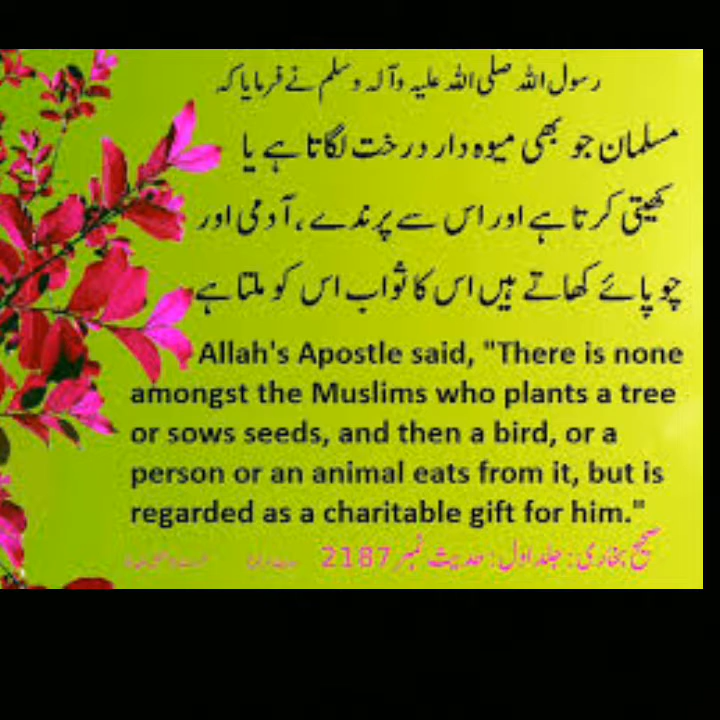 رسول اللہ صلی اللہ علیہ وآلہ وسلم نے فرمایا کہ
مسلمان جو بھی میوہ دار درخت لگاتا ہے یا
کھیتی کرتا ہے اور اس سے پرندے ، آدمی اور
چوپائے کھاتے ہیں اس کا ثواب اس کو ملتا ہے
Allah's Apostle said, "There is none
amongst the Muslims who plants a tree
or sows seeds, and then a bird, or a
person or an animal eats from it, but is
regarded as a charitable gift for him."
صحیح بخاری : جلد اول : حدیث نمبر 2187